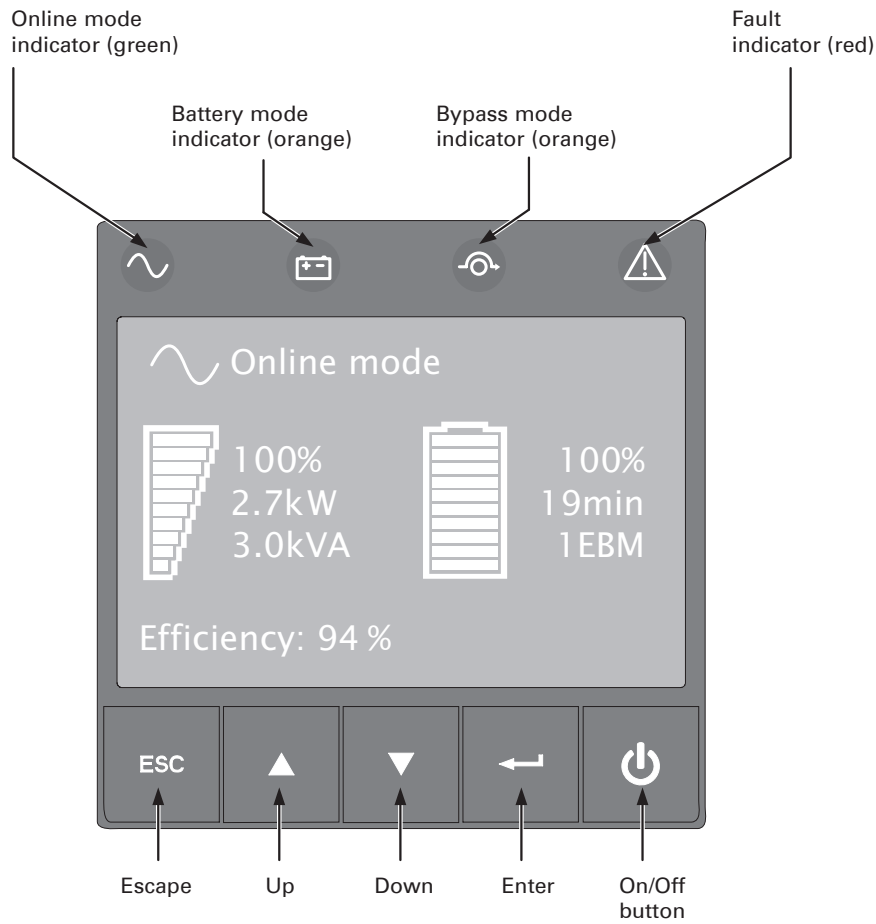 Online mode
indicator (green)
Fault
indicator (red)
Battery mode
indicator (orange)
Bypass mode
indicator (orange)
Online mode
100%
2.7kW
3.0kVA
100%
19min
1EBM
Efficiency: 94 %
ESC
Escape
Up
Down
Enter
On/Off
button